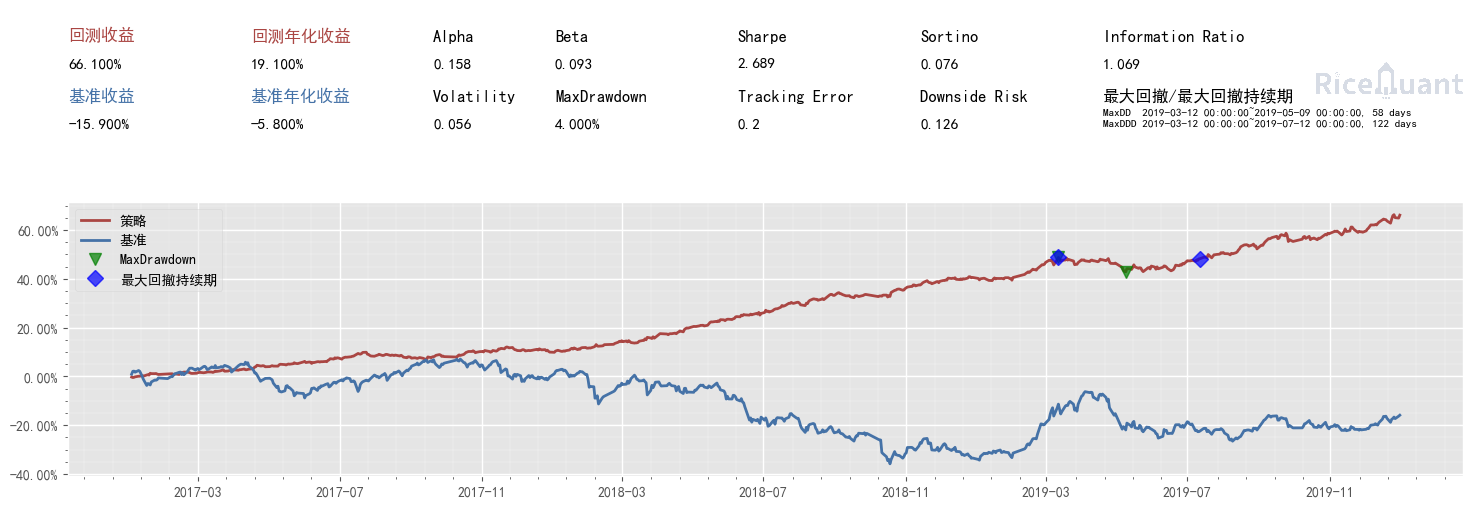 回测收益 回测年化收益 Alpha Beta Sharpe Sortino Information Ratio
66.100% 19.100% 0.158 0.093 2.689 0.076 1.069
RiceQuant
基准收益 基准年化收益 Volatility MaxDrawdown Tracking Error Downside Risk 最大回撤/最大回撤持续期
-15.900% -5.800% 0.056 4.000% 0.2 0.126
MaxDD 2019-03-12 00:00:00~2019-05-09 00:00:00, 58 days
MaxDDD 2019-03-12 00:00:00~2019-07-12 00:00:00, 122 days
策略
基准
MaxDrawdown
最大回撤持续期
60.00%
40.00%
20.00%
0.00%
-20.00%
-40.00%
2017-03 2017-07 2017-11 2018-03 2018-07 2018-11 2019-03 2019-07 2019-11